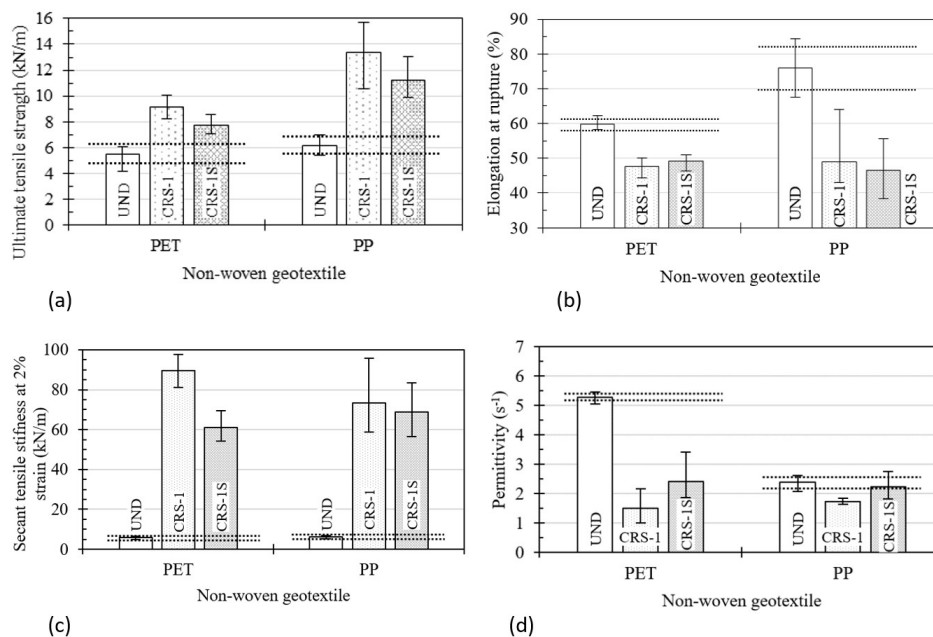 Ultimate tensile strength (kN/m)
16
14
12
10
8
6
4
2
0
UND
CRS-1
CRS-1S
UND
CRS-1
CRS-1S
PET
PP
Non-woven geotextile
(a)
Elongation at rupture (%)
90
80
70
60
50
40
30
UND
CRS-1
CRS-1S
UND
CRS-1
CRS-1S
PET
PP
Non-woven geotextile
(b)
Secant tensile stifness at 2%
strain (kN/m)
100
80
60
40
20
0
UND
CRS-1
CRS-1S
UND
CRS-1
CRS-1S
PET
PP
Non-woven geotextile
(c)
Permittivity (s⁻¹)
7
6
5
4
3
2
1
0
UND
CRS-1
CRS-1S
UND
CRS-1
CRS-1S
PET
PP
Non-woven geotextile
(d)